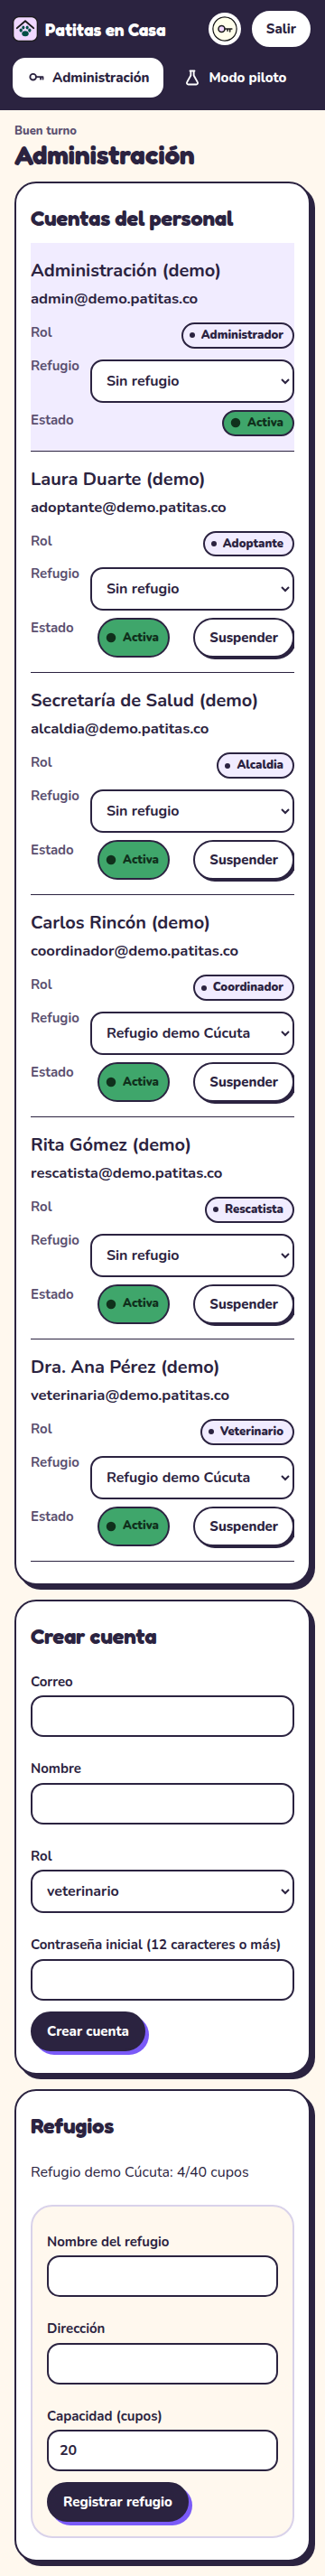 Patitas en Casa
Salir
Administración
Modo piloto
Buen turno
Administración
Cuentas del personal
Administración (demo)
admin@demo.patitas.co
Rol
Administrador
Refugio
Sin refugio
Estado
Activa
Laura Duarte (demo)
adoptante@demo.patitas.co
Rol
Adoptante
Refugio
Sin refugio
Estado
Activa
Suspender
Secretaría de Salud (demo)
alcaldia@demo.patitas.co
Rol
Alcaldia
Refugio
Sin refugio
Estado
Activa
Suspender
Carlos Rincón (demo)
coordinador@demo.patitas.co
Rol
Coordinador
Refugio
Refugio demo Cúcuta
Estado
Activa
Suspender
Rita Gómez (demo)
rescatista@demo.patitas.co
Rol
Rescatista
Refugio
Sin refugio
Estado
Activa
Suspender
Dra. Ana Pérez (demo)
veterinaria@demo.patitas.co
Rol
Veterinario
Refugio
Refugio demo Cúcuta
Estado
Activa
Suspender
Crear cuenta
Correo
Nombre
Rol
veterinario
Contraseña inicial (12 caracteres o más)
Crear cuenta
Refugios
Refugio demo Cúcuta: 4/40 cupos
Nombre del refugio
Dirección
Capacidad (cupos)
20
Registrar refugio